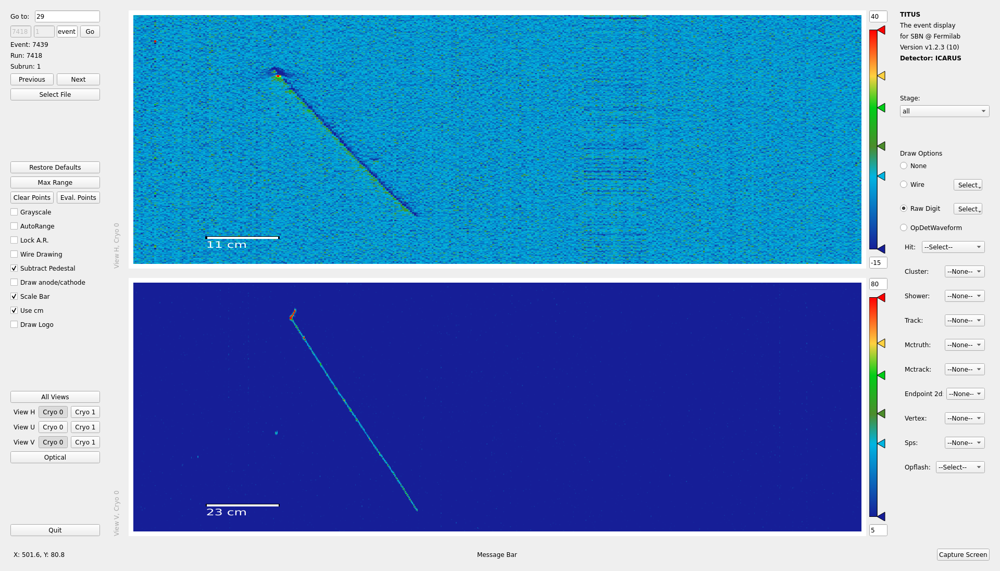 Go to: 29
7418 1 event Go
Event: 7439
Run: 7418
Subrun: 1
Previous Next
Select File
Restore Defaults
Max Range
Clear Points Eval. Points
Grayscale
AutoRange
Lock A.R.
Wire Drawing
Subtract Pedestal
Draw anode/cathode
Scale Bar
Use cm
Draw Logo
All Views
View H Cryo 0 Cryo 1
View U Cryo 0 Cryo 1
View V Cryo 0 Cryo 1
Optical
Quit
X: 501.6, Y: 80.8
View H, Cryo 0
11 cm
View V, Cryo 0
23 cm
Message Bar
40
-15
80
5
TITUS
The event display
for SBN @ Fermilab
Version v1.2.3 (10)
Detector: ICARUS
Stage:
all
Draw Options
None
Wire Select
Raw Digit Select
OpDetWaveform
Hit: --Select--
Cluster: --None--
Shower: --None--
Track: --None--
Mctruth: --None--
Mctrack: --None--
Endpoint 2d: --None--
Vertex: --None--
Sps: --None--
Opflash: --Select--
Capture Screen